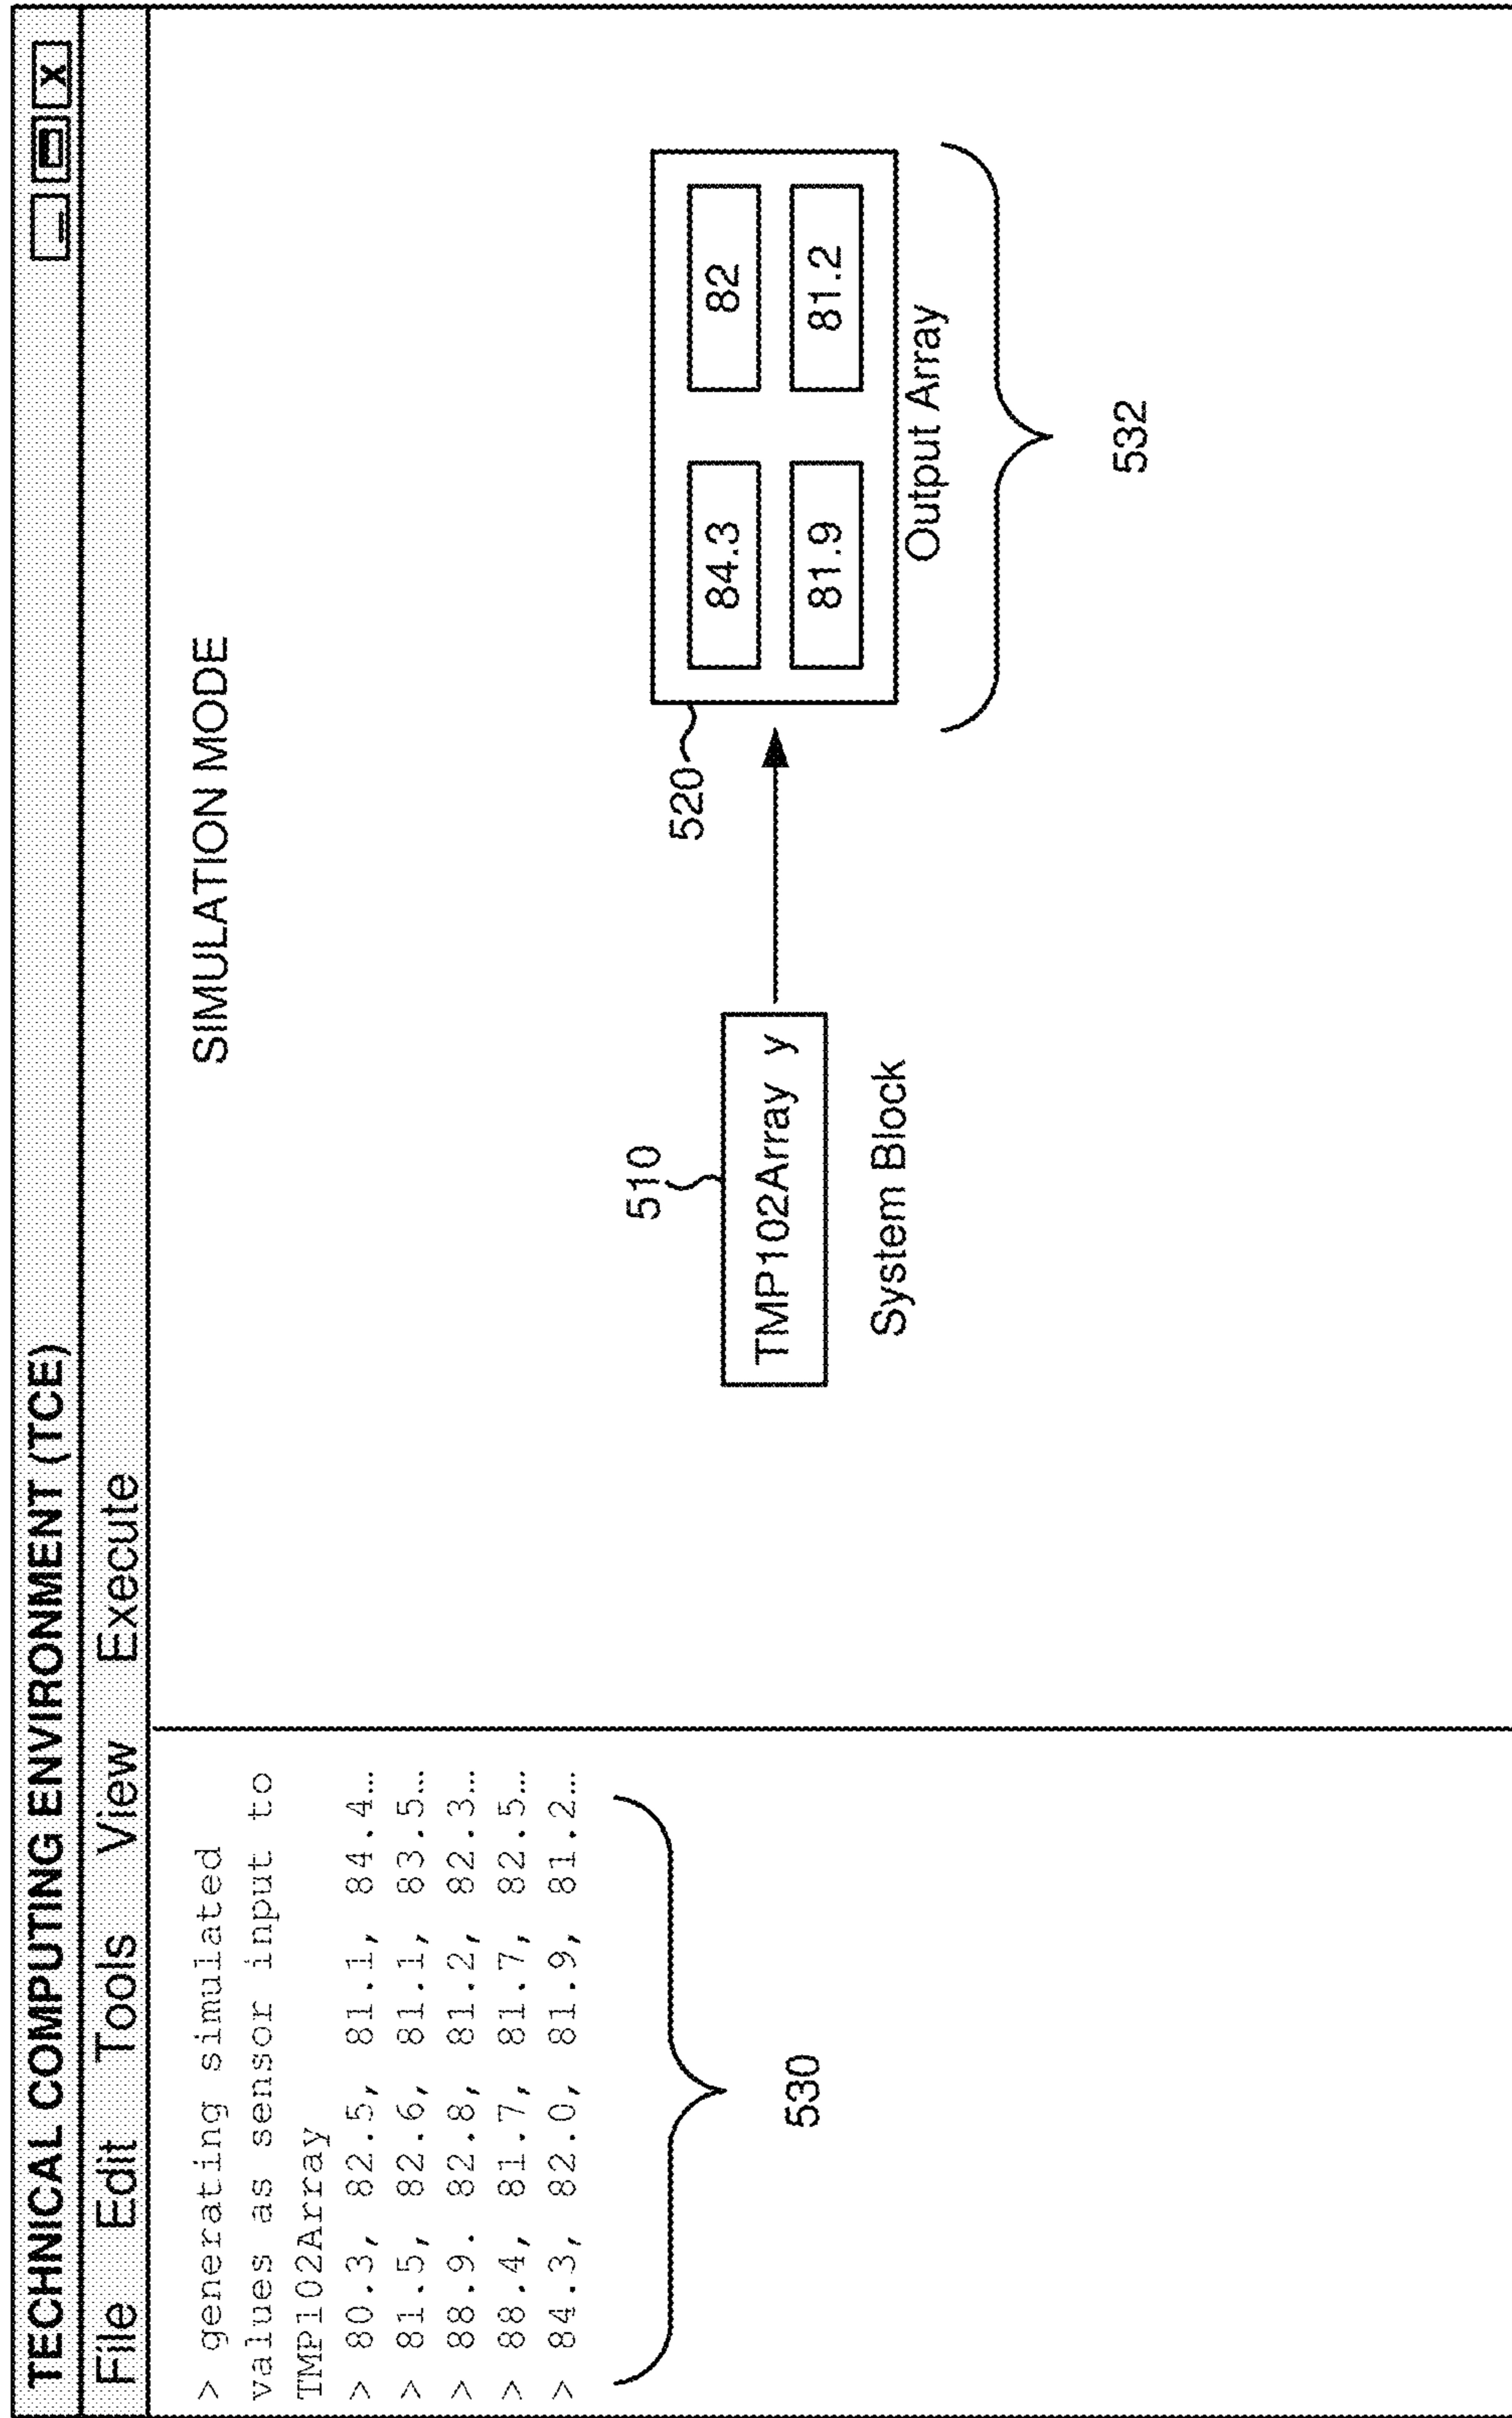 TECHNICAL COMPUTING ENVIRONMENT (TCE)
X
File Edit Tools View Execute
> generating simulated
values as sensor input to
TMP102Array
> 80.3, 82.5, 81.1, 84.4…
> 81.5, 82.6, 81.1, 83.5…
> 88.9. 82.8, 81.2, 82.3…
> 88.4, 81.7, 81.7, 82.5…
> 84.3, 82.0, 81.9, 81.2…
530
SIMULATION MODE
510
TMP102Array y
System Block
520
84.3 82
81.9 81.2
Output Array
532